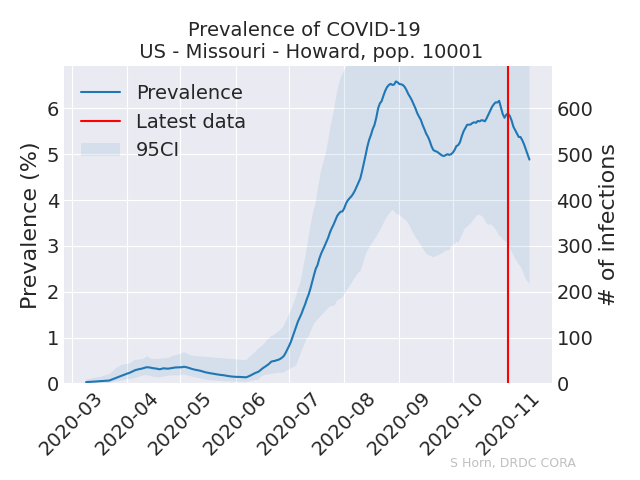 Prevalence of COVID-19
US - Missouri - Howard, pop. 10001
Prevalence
Latest data
95CI
Prevalence (%)
6
5
4
3
2
1
0
600
500
400
300
200
100
0
# of infections
2020-03
2020-04
2020-05
2020-06
2020-07
2020-08
2020-09
2020-10
2020-11
S Horn, DRDC CORA